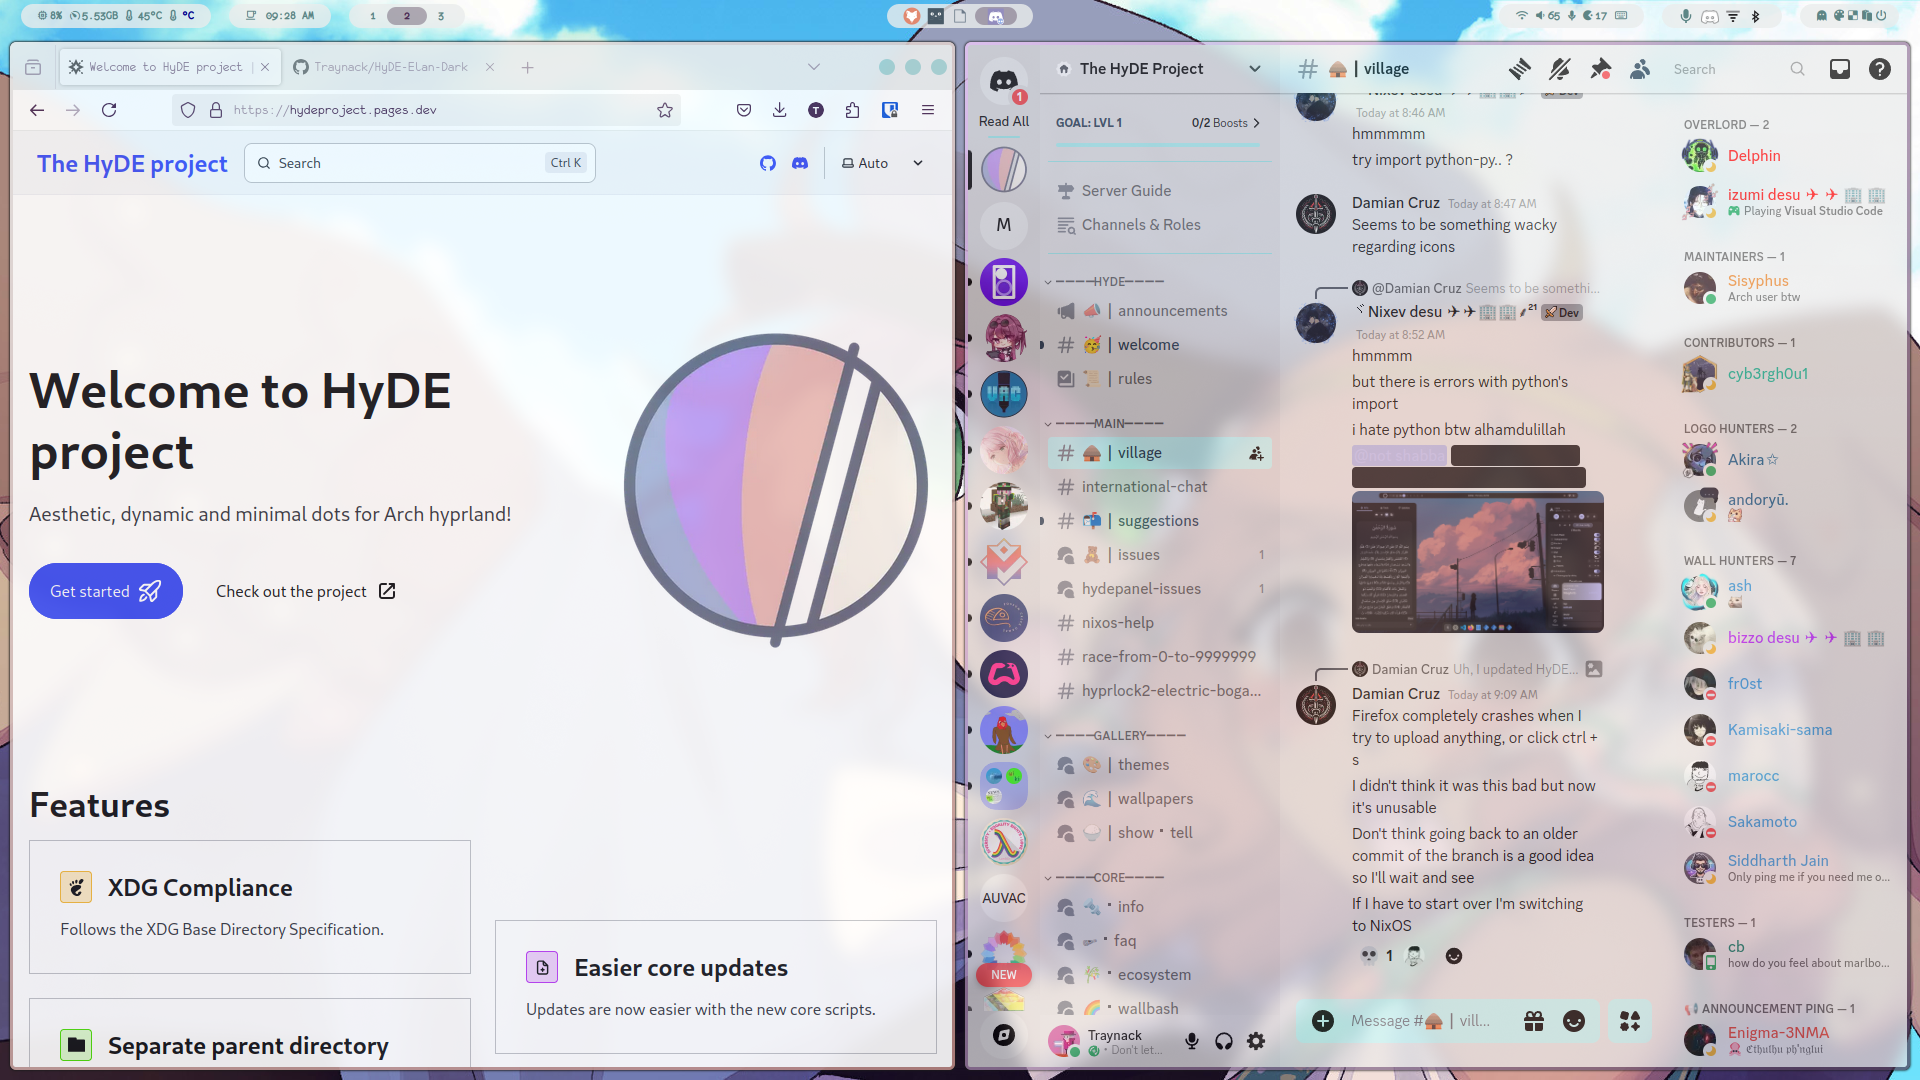 8% 5.53GB 45°C °C
09:28 AM
1 2 3
65 17
Welcome to HyDE project
Traynack/HyDE-Elan-Dark
https://hydeproject.pages.dev
The HyDE project
Search
Ctrl K
Auto
Welcome to HyDE
project
Aesthetic, dynamic and minimal dots for Arch hyprland!
Get started
Check out the project
Features
XDG Compliance
Follows the XDG Base Directory Specification.
Easier core updates
Updates are now easier with the new core scripts.
Separate parent directory
1
Read All
M
UAC
AUVAC
NEW
The HyDE Project
GOAL: LVL 1
0/2 Boosts
Server Guide
Channels & Roles
————HYDE————
📣 | announcements
🥳 | welcome
📜 | rules
————MAIN————
🛖 | village
international-chat
📬 | suggestions
🧸 | issues 1
hydepanel-issues 1
nixos-help
race-from-0-to-9999999
hyprlock2-electric-boga...
————GALLERY————
🎨 | themes
🌊 | wallpapers
🍚 | show・tell
————CORE————
🔩・info
・faq
🎋・ecosystem
🌈・wallbash
Traynack
Don't let...
# 🛖 | village
Search
Nixev desu ✈ ✈ 🏢🏢 Dev
Today at 8:46 AM
hmmmmm
try import python-py.. ?
Damian Cruz Today at 8:47 AM
Seems to be something wacky
regarding icons
@Damian Cruz Seems to be somethi...
Nixev desu ✈ ✈ 🏢🏢 21 Dev
Today at 8:52 AM
hmmmm
but there is errors with python's
import
i hate python btw alhamdulillah
Damian Cruz Uh, I updated HyDE...
Damian Cruz Today at 9:09 AM
Firefox completely crashes when I
try to upload anything, or click ctrl +
s
I didn't think it was this bad but now
it's unusable
Don't think going back to an older
commit of the branch is a good idea
so I'll wait and see
If I have to start over I'm switching
to NixOS
💀 1
Message #🛖 | vill...
OVERLORD — 2
Delphin
izumi desu ✈ ✈ 🏢 🏢
Playing Visual Studio Code
MAINTAINERS — 1
Sisyphus
Arch user btw
CONTRIBUTORS — 1
cyb3rgh0u1
LOGO HUNTERS — 2
Akira☆
andoryū.
WALL HUNTERS — 7
ash
bizzo desu ✈ ✈ 🏢 🏢
fr0st
Kamisaki-sama
marocc
Sakamoto
Siddharth Jain
Only ping me if you need me o...
TESTERS — 1
cb
how do you feel about marlbo...
📢 ANNOUNCEMENT PING — 1
Enigma-3NMA
ℭ𝔱𝔥𝔲𝔩𝔥𝔲 𝔭𝔥'𝔫𝔤𝔩𝔲𝔦